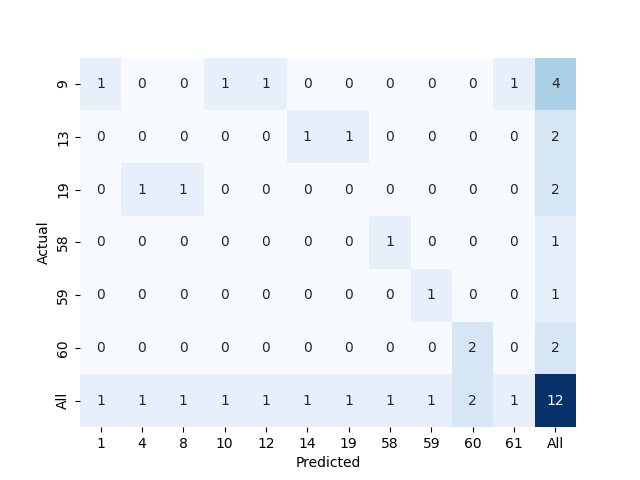 9 1 0 0 1 1 0 0 0 0 0 1 4
13 0 0 0 0 0 1 1 0 0 0 0 2
19 0 1 1 0 0 0 0 0 0 0 0 2
58 0 0 0 0 0 0 0 1 0 0 0 1
59 0 0 0 0 0 0 0 0 1 0 0 1
60 0 0 0 0 0 0 0 0 0 2 0 2
All 1 1 1 1 1 1 1 1 1 2 1 12
Actual
1 4 8 10 12 14 19 58 59 60 61 All
Predicted